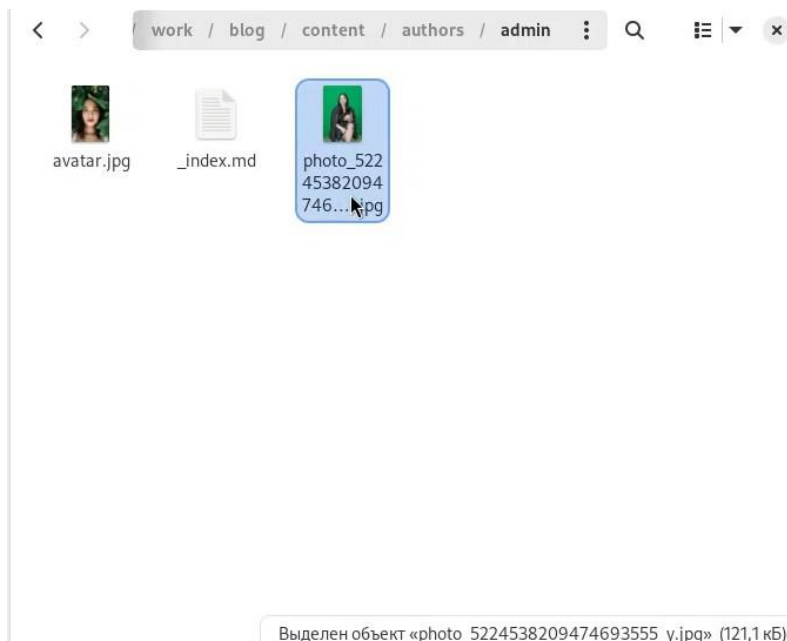 / work / blog / content / authors / admin
avatar.jpg
_index.md
photo_522
45382094
746....jpg
Выделен объект «photo_5224538209474693555_y.jpg» (121,1 кБ)